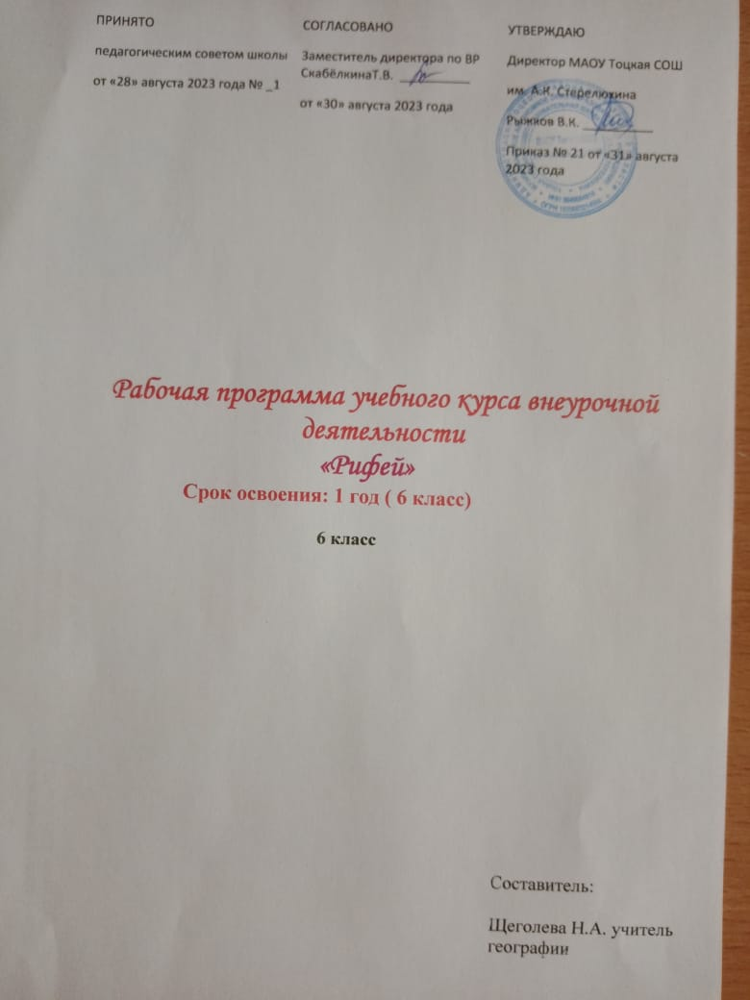 ПРИНЯТО
педагогическим советом школы
от «28» августа 2023 года № _1
СОГЛАСОВАНО
Заместитель директора по ВР
СкабёлкинаТ.В. ___________
от «30» августа 2023 года
УТВЕРЖДАЮ
Директор МАОУ Тоцкая СОШ
им. А.К. Стерелюхина
Рыжков В.К. ___________
Приказ № 21 от «31» августа
2023 года
Рабочая программа учебного курса внеурочной
деятельности
«Рифей»
Срок освоения: 1 год ( 6 класс)
6 класс
Составитель:
Щеголева Н.А. учитель
географии